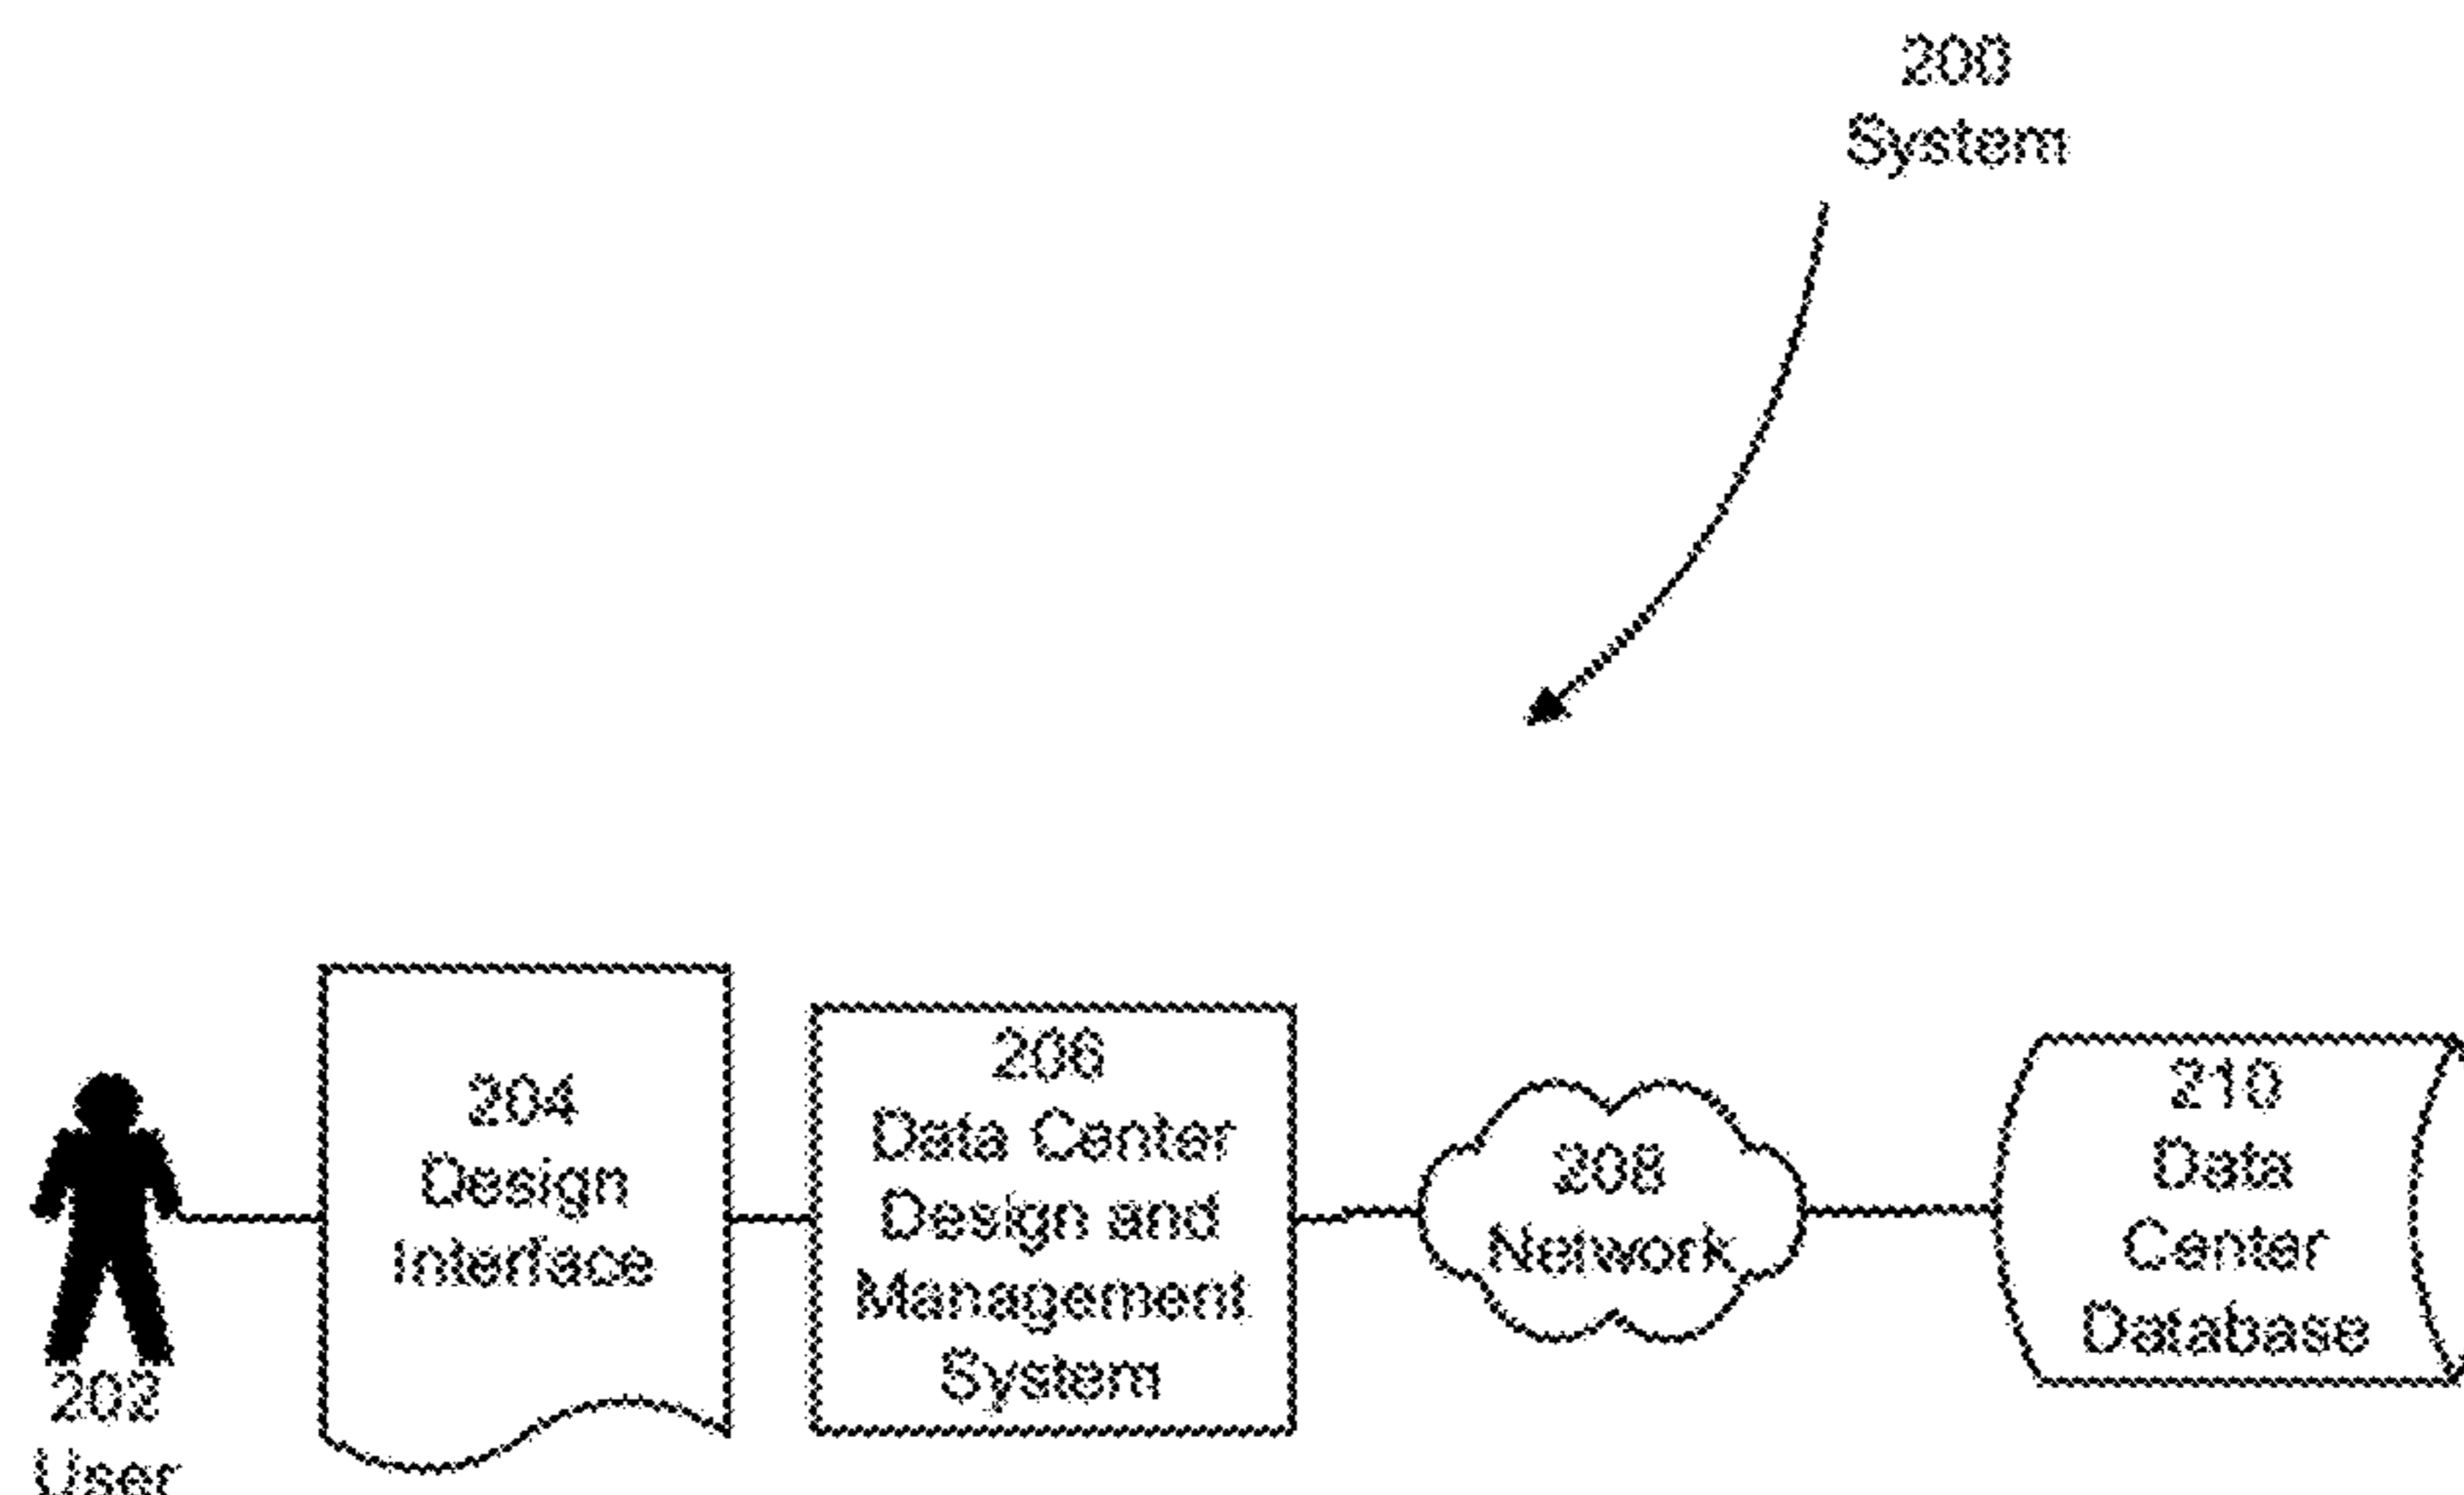 200
System
204
Design
Interface
206
Data Center
Design and
Management
System
208
Network
210
Data
Center
Database
202
User